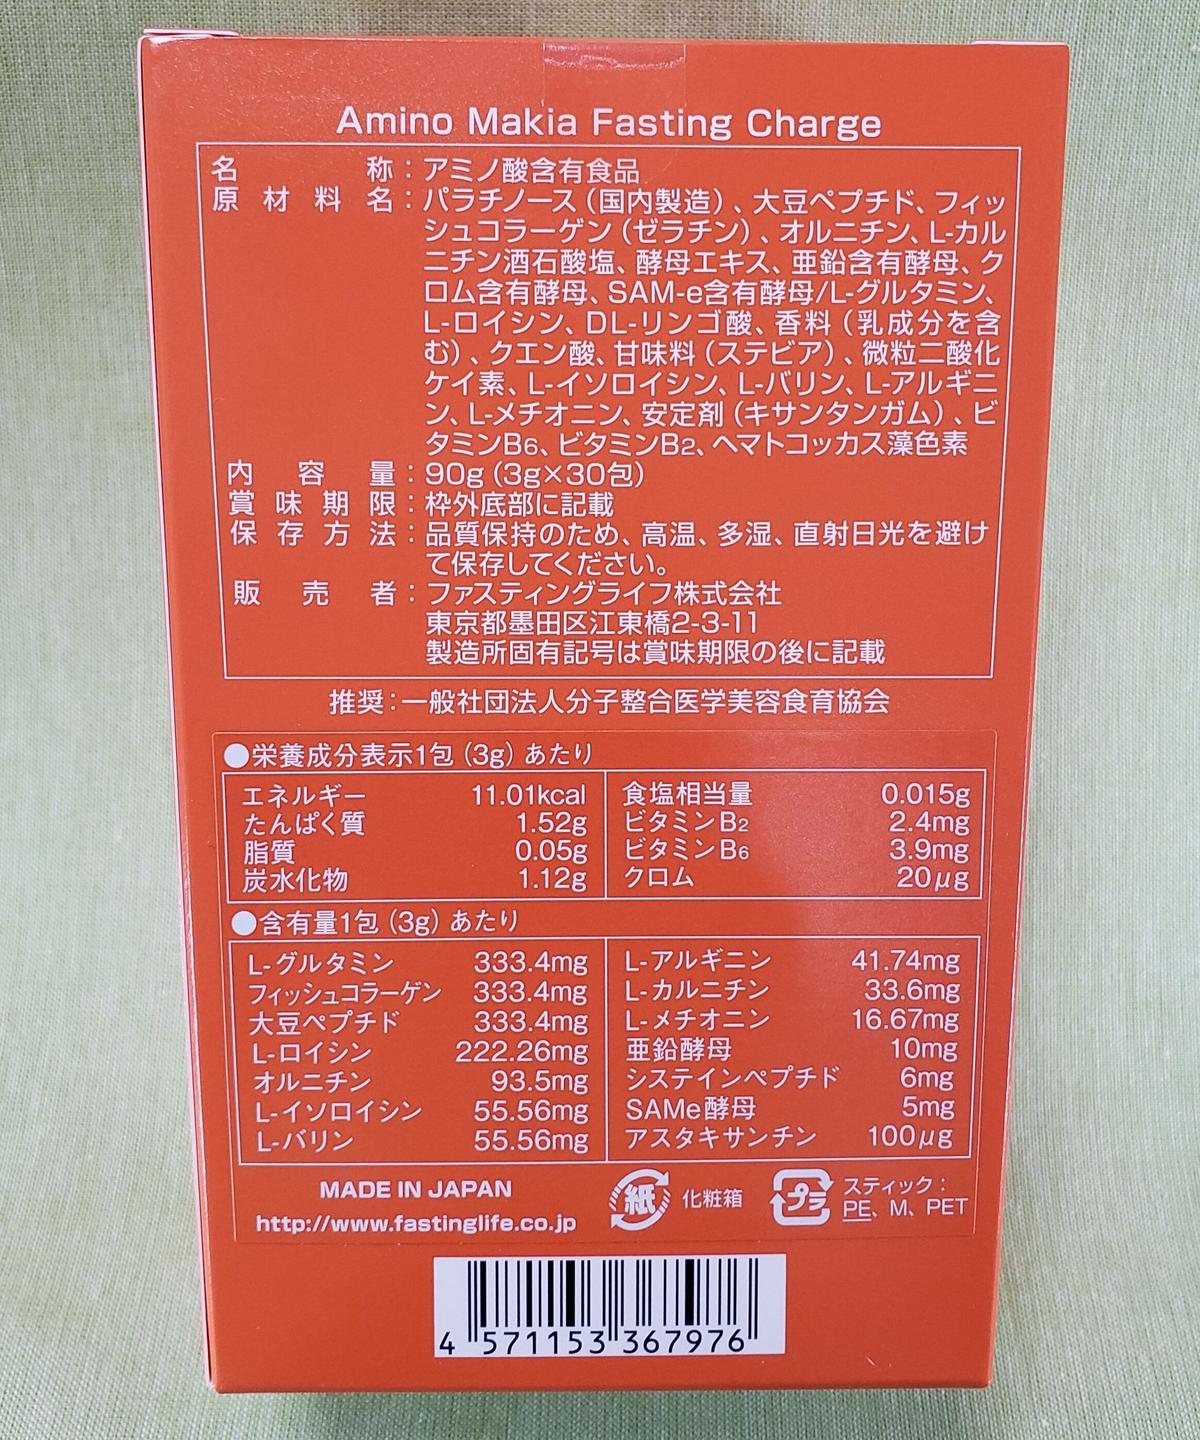 Amino Makia Fasting Charge
名称：アミノ酸含有食品
原材料名：パラチノース（国内製造）、大豆ペプチド、フィッ
シュコラーゲン（ゼラチン）、オルニチン、L-カル
ニチン酒石酸塩、酵母エキス、亜鉛含有酵母、ク
ロム含有酵母、SAM-e含有酵母/L-グルタミン、
L-ロイシン、DL-リンゴ酸、香料（乳成分を含
む）、クエン酸、甘味料（ステビア）、微粒二酸化
ケイ素、L-イソロイシン、L-バリン、L-アルギニ
ン、L-メチオニン、安定剤（キサンタンガム）、ビ
タミンB6、ビタミンB2、ヘマトコッカス藻色素
内容量：90g（3g×30包）
賞味期限：枠外底部に記載
保存方法：品質保持のため、高温、多湿、直射日光を避け
て保存してください。
販売者：ファスティングライフ株式会社
東京都墨田区江東橋2-3-11
製造所固有記号は賞味期限の後に記載
推奨：一般社団法人分子整合医学美容食育協会
●栄養成分表示1包（3g）あたり
エネルギー 11.01kcal
たんぱく質 1.52g
脂質 0.05g
炭水化物 1.12g
食塩相当量 0.015g
ビタミンB2 2.4mg
ビタミンB6 3.9mg
クロム 20μg
●含有量1包（3g）あたり
L-グルタミン 333.4mg
フィッシュコラーゲン 333.4mg
大豆ペプチド 333.4mg
L-ロイシン 222.26mg
オルニチン 93.5mg
L-イソロイシン 55.56mg
L-バリン 55.56mg
L-アルギニン 41.74mg
L-カルニチン 33.6mg
L-メチオニン 16.67mg
亜鉛酵母 10mg
システインペプチド 6mg
SAMe酵母 5mg
アスタキサンチン 100μg
MADE IN JAPAN
http://www.fastinglife.co.jp
紙 化粧箱
プラ スティック：
PE、M、PET
4 571153 367976